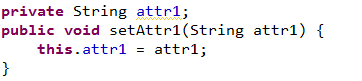 private String attr1;
public void setAttr1(String attr1) {
    this.attr1 = attr1;
}